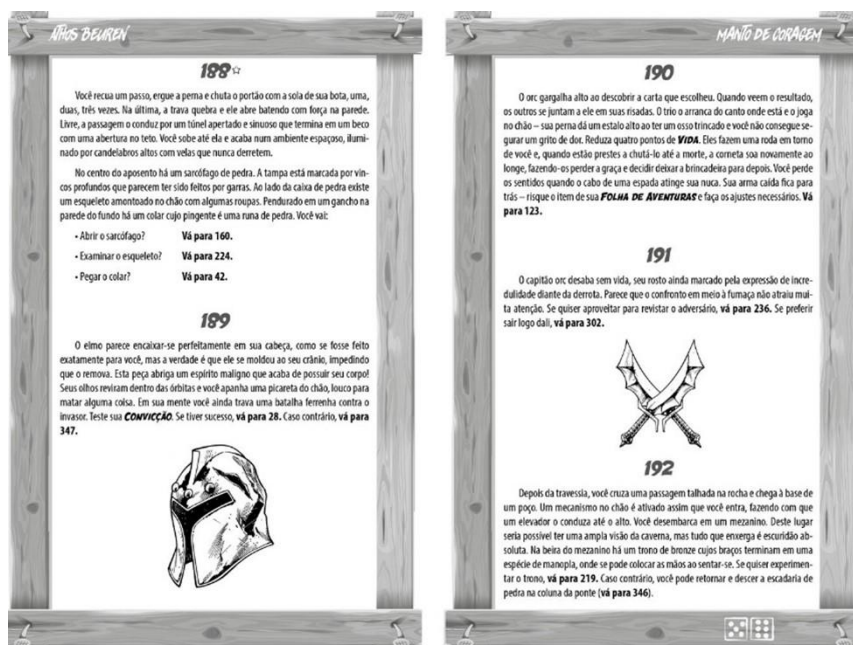 ATHOS BEUREN
188☆
Você recua um passo, ergue a perna e chuta o portão com a sola de sua bota, uma,
duas, três vezes. Na última, a trava quebra e ele abre batendo com força na parede.
Livre, a passagem o conduz por um túnel apertado e sinuoso que termina em um beco
com uma abertura no teto. Você sobe até ela e acaba num ambiente espaçoso, ilumi-
nado por candelabros altos com velas que nunca derretem.
No centro do aposento há um sarcófago de pedra. A tampa está marcada por vin-
cos profundos que parecem ter sido feitos por garras. Ao lado da caixa de pedra existe
um esqueleto amontoado no chão com algumas roupas. Pendurado em um gancho na
parede do fundo há um colar cujo pingente é uma runa de pedra. Você vai:
• Abrir o sarcófago? Vá para 160.
• Examinar o esqueleto? Vá para 224.
• Pegar o colar? Vá para 42.
189
O elmo parece encaixar-se perfeitamente em sua cabeça, como se fosse feito
exatamente para você, mas a verdade é que ele se moldou ao seu crânio, impedindo
que o remova. Esta peça abriga um espírito maligno que acaba de possuir seu corpo!
Seus olhos reviram dentro das órbitas e você apanha uma picareta do chão, louco para
matar alguma coisa. Em sua mente você ainda trava uma batalha ferrenha contra o
invasor. Teste sua CONVICÇÃO. Se tiver sucesso, vá para 28. Caso contrário, vá para
347.
MANTO DE CORAGEM
190
O orc gargalha alto ao descobrir a carta que escolheu. Quando veem o resultado,
os outros se juntam a ele em suas risadas. O trio o arranca do canto onde está e o joga
no chão – sua perna dá um estalo alto ao ter um osso trincado e você não consegue se-
gurar um grito de dor. Reduza quatro pontos de VIDA. Eles fazem uma roda em torno
de você e, quando estão prestes a chutá-lo até a morte, a corneta soa novamente ao
longe, fazendo-os perder a graça e decidir deixar a brincadeira para depois. Você perde
os sentidos quando o cabo de uma espada atinge sua nuca. Sua arma caída fica para
trás – risque o item de sua FOLHA DE AVENTURAS e faça os ajustes necessários. Vá
para 123.
191
O capitão orc desaba sem vida, seu rosto ainda marcado pela expressão de incre-
dulidade diante da derrota. Parece que o confronto em meio à fumaça não atraiu mui-
ta atenção. Se quiser aproveitar para revistar o adversário, vá para 236. Se preferir
sair logo dali, vá para 302.
192
Depois da travessia, você cruza uma passagem talhada na rocha e chega à base de
um poço. Um mecanismo no chão é ativado assim que você entra, fazendo com que
um elevador o conduza até o alto. Você desembarca em um mezanino. Deste lugar
seria possível ter uma ampla visão da caverna, mas tudo que enxerga é escuridão ab-
soluta. Na beira do mezanino há um trono de bronze cujos braços terminam em uma
espécie de manopla, onde se pode colocar as mãos ao sentar-se. Se quiser experimen-
tar o trono, vá para 219. Caso contrário, você pode retornar e descer a escadaria de
pedra na coluna da ponte (vá para 346).